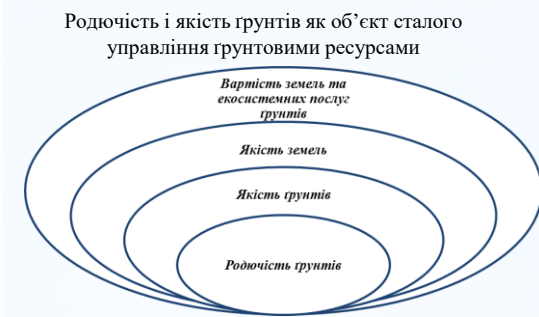 Родючість і якість ґрунтів як об’єкт сталого
управління ґрунтовими ресурсами
Вартість земель та
екосистемних послуг
ґрунтів
Якість земель
Якість ґрунтів
Родючість ґрунтів